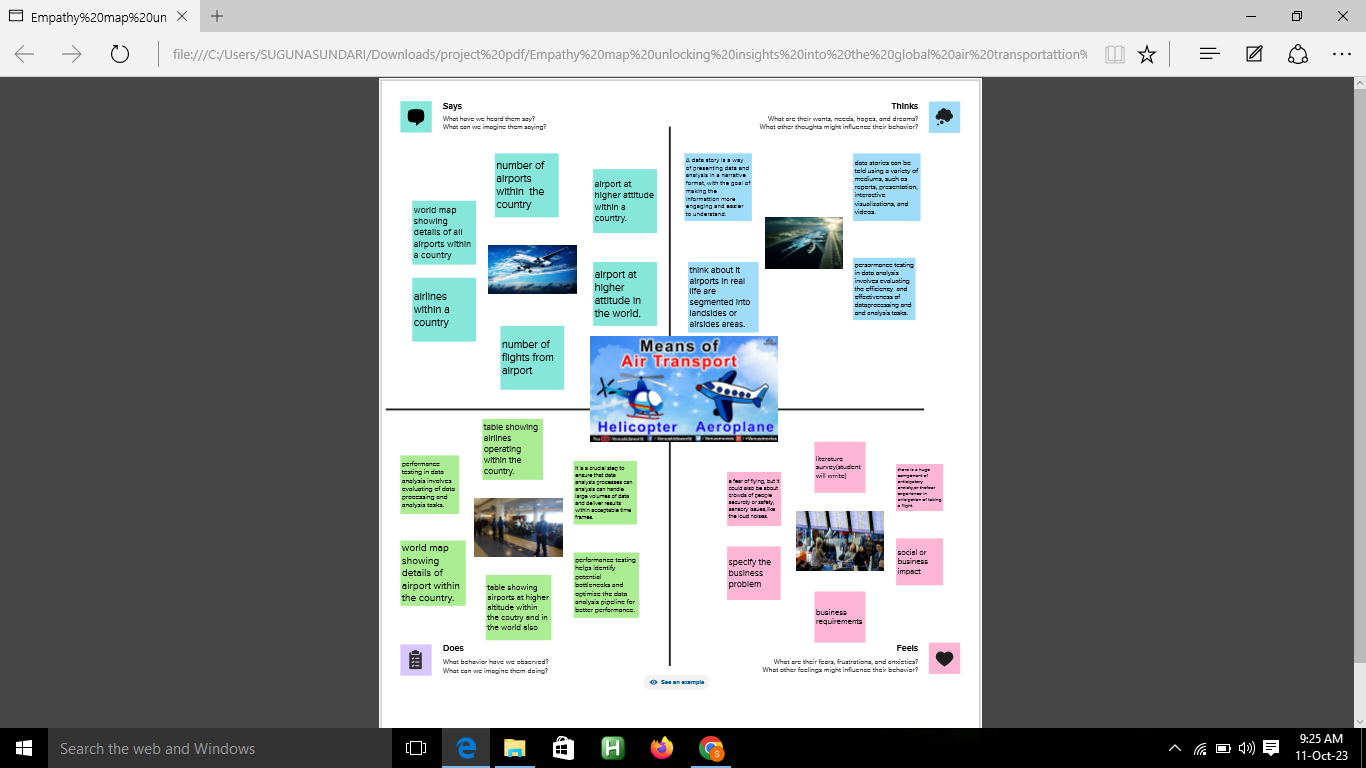 Empathy%20map%20un
file:///C:/Users/SUGUNASUNDARI/Downloads/project%20pdf/Empathy%20map%20unlocking%20insights%20into%20the%20global%20air%20transportattion%
Says
What have we heard them say?
What can we imagine them saying?
Thinks
What are their wants, needs, hopes, and dreams?
What other thoughts might influence their behavior?
number of
airports
within the
country
airport at
higher attitude
within a
country.
world map
showing
details of all
airports within
a country
airlines
within a
country
airport at
higher
attitude in
the world.
number of
flights from
airport
A data story is a way
of presenting data and
analysis in a narrative
format, with the goal of
making the
informattion more
engaging and easier
to understand.
data stories can be
told using a variety of
mediums, such as
reports, presentation,
interactive
visualizations, and
videos.
think about it
airports in real
life are
segmented into
landsides or
airsides areas.
persormance testing
in data analysis
involves evaluating
the efficiency and
effectiveness of
dataprocessing and
and analysis tasks.
Means of
Air Transport
Helicopter
Aeroplane
table showing
airlines
operating
within the
country.
performance
testing in data
analysis involves
evaluating of data
processing and
analysis tasks.
it is a crucial step to
ensure that data
analysis processes can
analysis can handle
large volumes of data
and deliver results
within acceptable time
frames.
world map
showing
details of
airport within
the country.
table showing
airports at higher
altitude within
the coutry and in
the world also
performance testing
helps identify
potential
bottlenecks and
optimize the data
analysis pipeline for
better performance.
literature
survey(student
will write)
a fear of flying, but it
could also be about
crowds of people
securoty or safety,
sensory issues,like
the loud noises.
there is a huge
component of
anticipatory
experience in
of taking
a flight.
specify the
business
problem
social or
business
impact
business
requirements
Does
What behavior have we observed?
What can we imagine them doing?
Feels
What are their fears, frustrations, and anxieties?
What other feelings might influence their behavior?
See an example
Search the web and Windows
9:25 AM
11-Oct-23